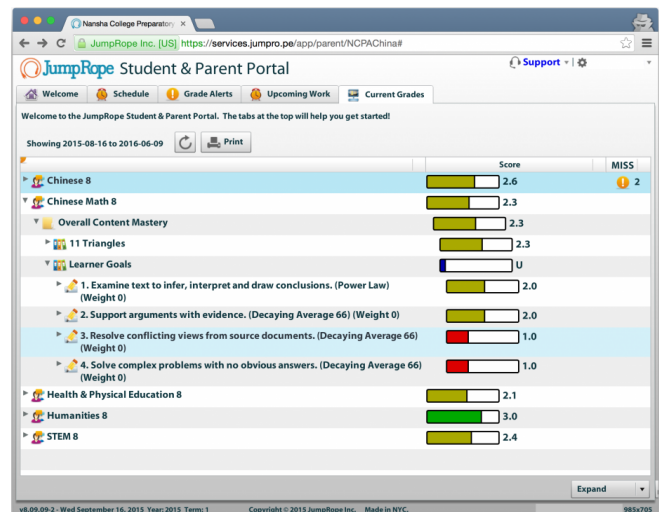 Nansha College Preparatory
JumpRope Inc. [US] https://services.jumpro.pe/app/parent/NCPAChina#
JumpRope Student & Parent Portal
Support
Welcome Schedule Grade Alerts Upcoming Work Current Grades
Welcome to the JumpRope Student & Parent Portal. The tabs at the top will help you get started!
Showing 2015-08-16 to 2016-06-09 Print
Score MISS
Chinese 8 2.6 2
Chinese Math 8 2.3
Overall Content Mastery 2.3
11 Triangles 2.3
Learner Goals U
1. Examine text to infer, interpret and draw conclusions. (Power Law) 2.0
(Weight 0)
2. Support arguments with evidence. (Decaying Average 66) (Weight 0) 2.0
3. Resolve conflicting views from source documents. (Decaying Average 66) 1.0
(Weight 0)
4. Solve complex problems with no obvious answers. (Decaying Average 66) 1.0
(Weight 0)
Health & Physical Education 8 2.1
Humanities 8 3.0
STEM 8 2.4
Expand
v8.09.09-2 - Wed September 16, 2015 Year: 2015 Term: 1 Copyright © 2015 JumpRope Inc. Made in NYC. 985x705